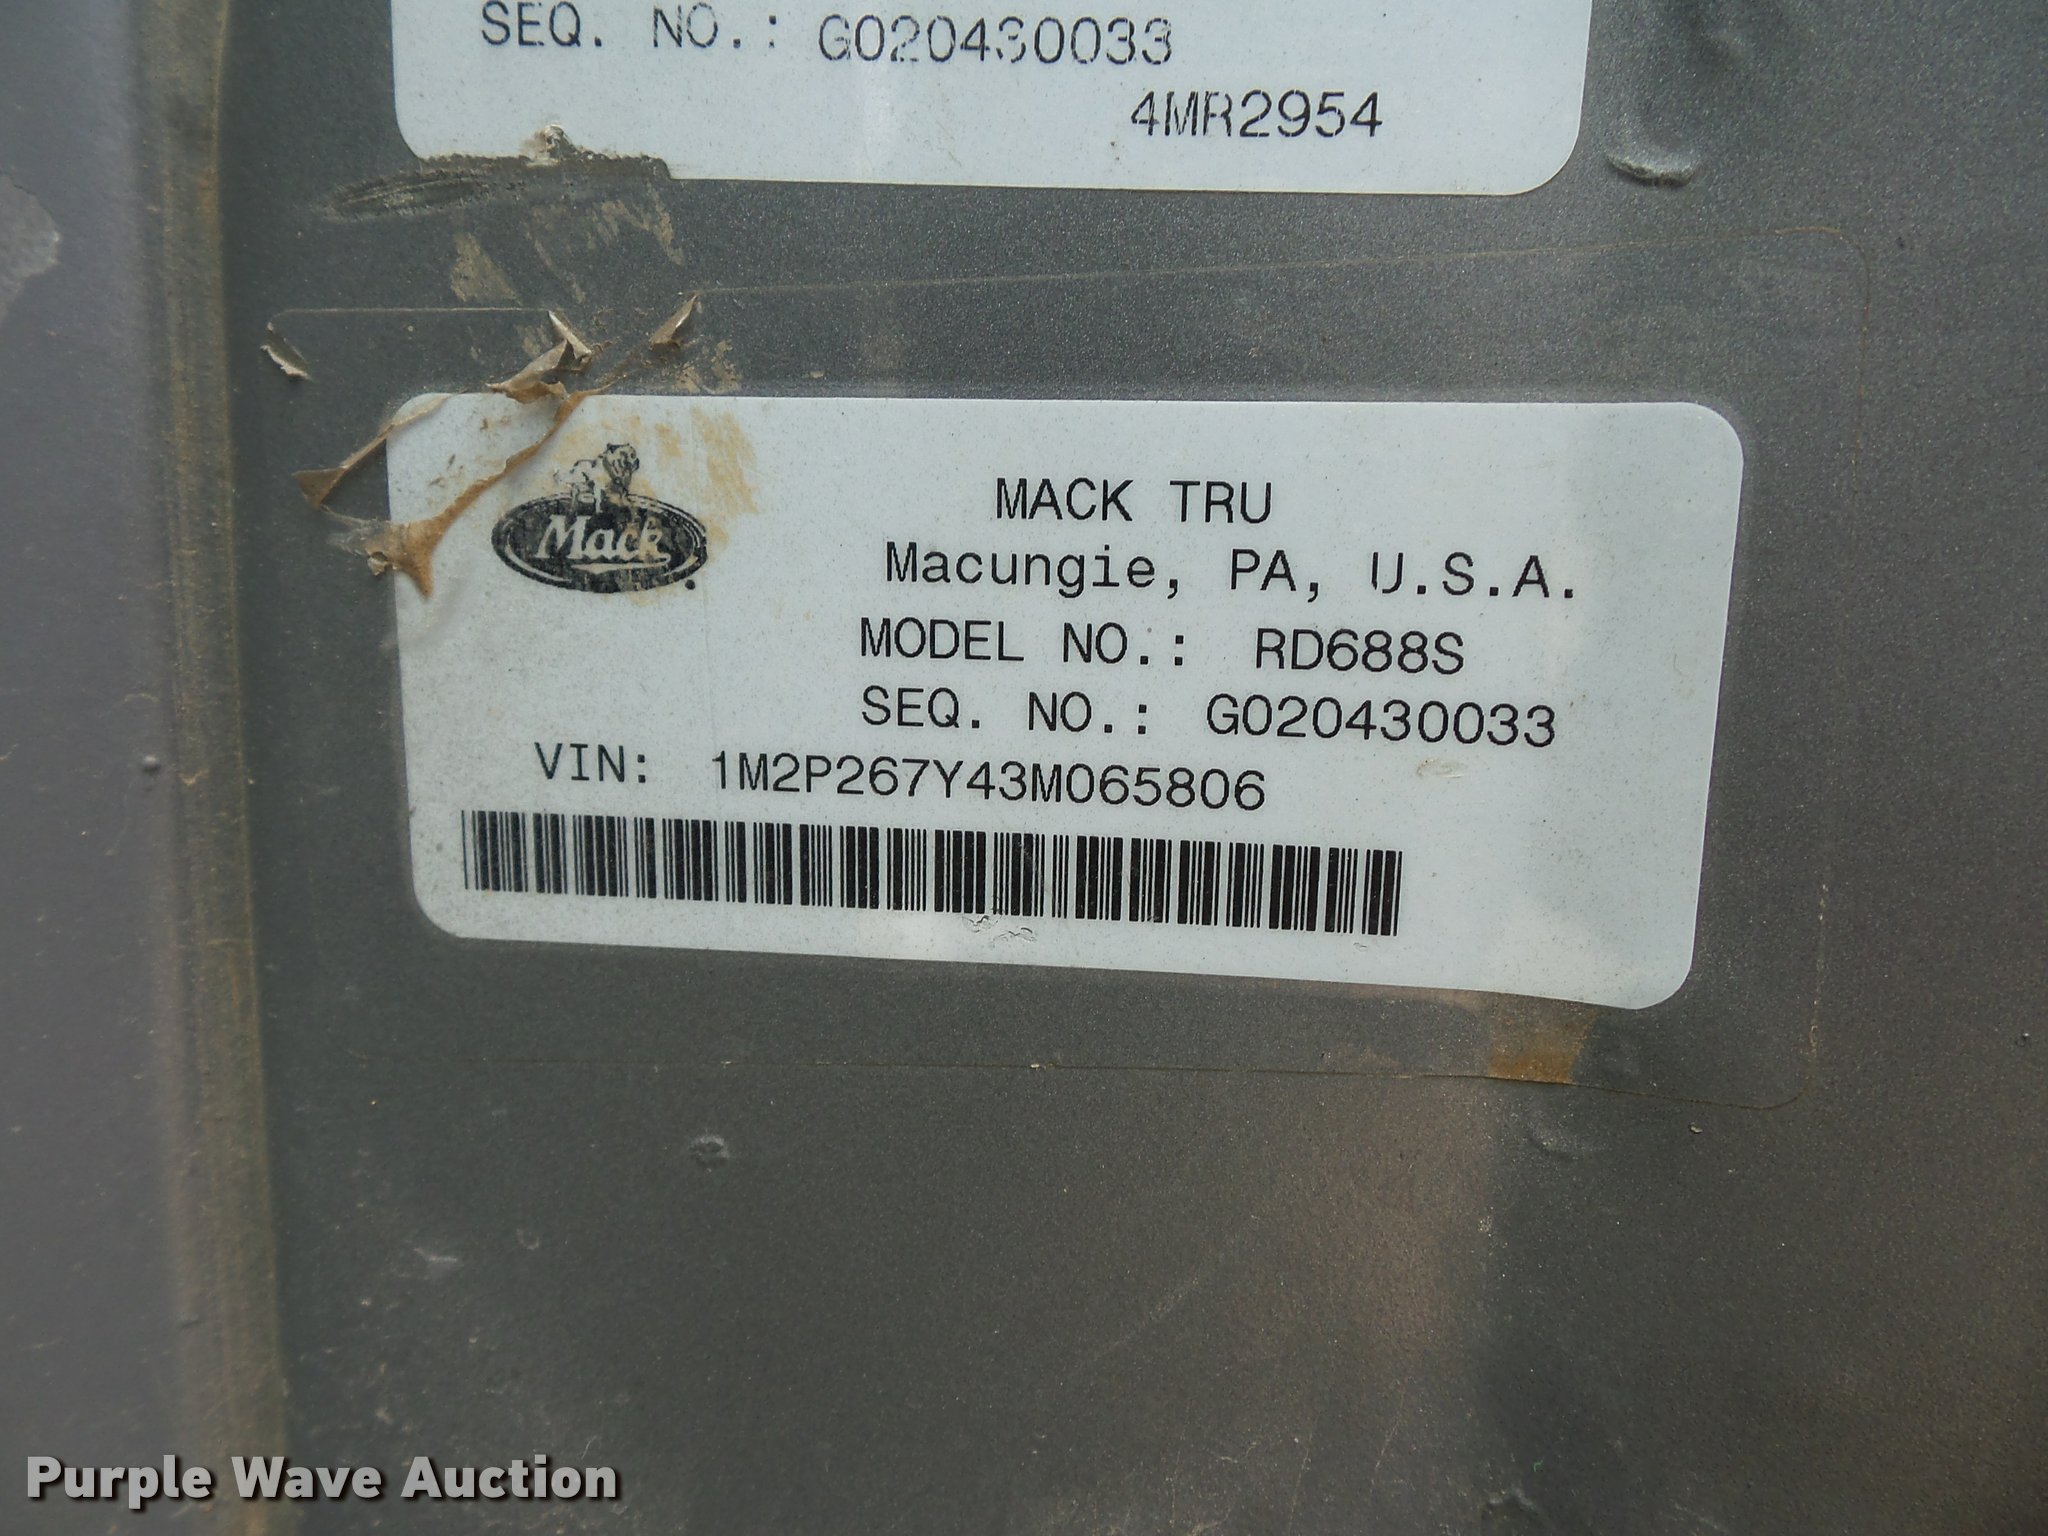 SEQ. NO.: G020430033
4MR2954
Mack
MACK TRU
Macungie, PA, U.S.A.
MODEL NO.: RD688S
SEQ. NO.: G020430033
VIN: 1M2P267Y43M065806
Purple Wave Auction